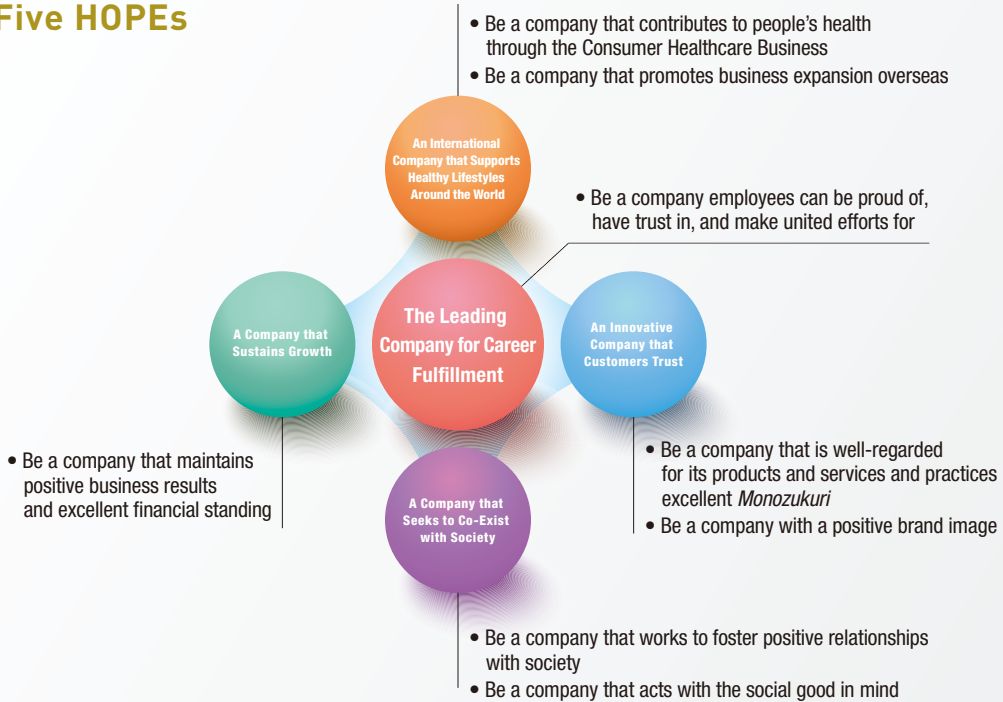 Five HOPEs
• Be a company that contributes to people's health
through the Consumer Healthcare Business
• Be a company that promotes business expansion overseas
An International
Company that Supports
Healthy Lifestyles
Around the World
• Be a company employees can be proud of,
have trust in, and make united efforts for
The Leading
Company for Career
Fulfillment
A Company that
Sustains Growth
An Innovative
Company that
Customers Trust
• Be a company that maintains
positive business results
and excellent financial standing
• Be a company that is well-regarded
for its products and services and practices
excellent Monozukuri
• Be a company with a positive brand image
A Company that
Seeks to Co-Exist
with Society
• Be a company that works to foster positive relationships
with society
• Be a company that acts with the social good in mind